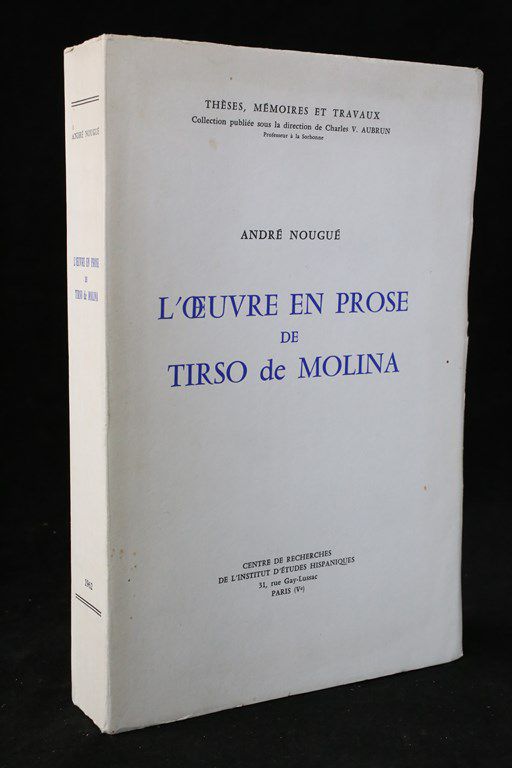 THÈSES, MÉMOIRES ET TRAVAUX
Collection publiée sous la direction de Charles V. AUBRUN
Professeur à la Sorbonne
ANDRÉ NOUGUÉ
L'ŒUVRE EN PROSE
DE
TIRSO de MOLINA
CENTRE DE RECHERCHES
DE L'INSTITUT D'ÉTUDES HISPANIQUES
31, rue Gay-Lussac
PARIS (Vᵉ)
ANDRÉ NOUGUÉ
L'ŒUVRE EN PROSE
DE
TIRSO de MOLINA
1962